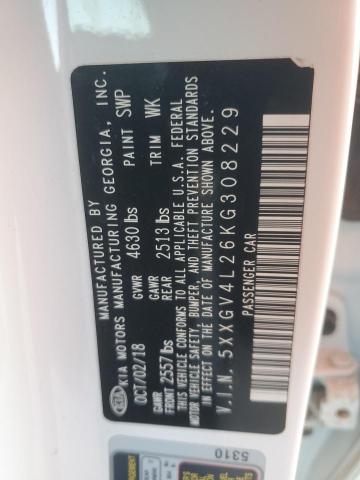 MANUFACTURED BY
KIA KIA MOTORS MANUFACTURING GEORGIA, INC.
OCT/02/18 GVWR 4630 lbs PAINT SWP
GAWR FRONT 2557 lbs GAWR REAR 2513 lbs TRIM WK
THIS VEHICLE CONFORMS TO ALL APPLICABLE U.S.A. FEDERAL
MOTOR VEHICLE SAFETY, BUMPER, AND THEFT PREVENTION STANDARDS
IN EFFECT ON THE DATE OF MANUFACTURE SHOWN ABOVE.
V.I.N. 5XXGV4L26KG308229
PASSENGER CAR
5310